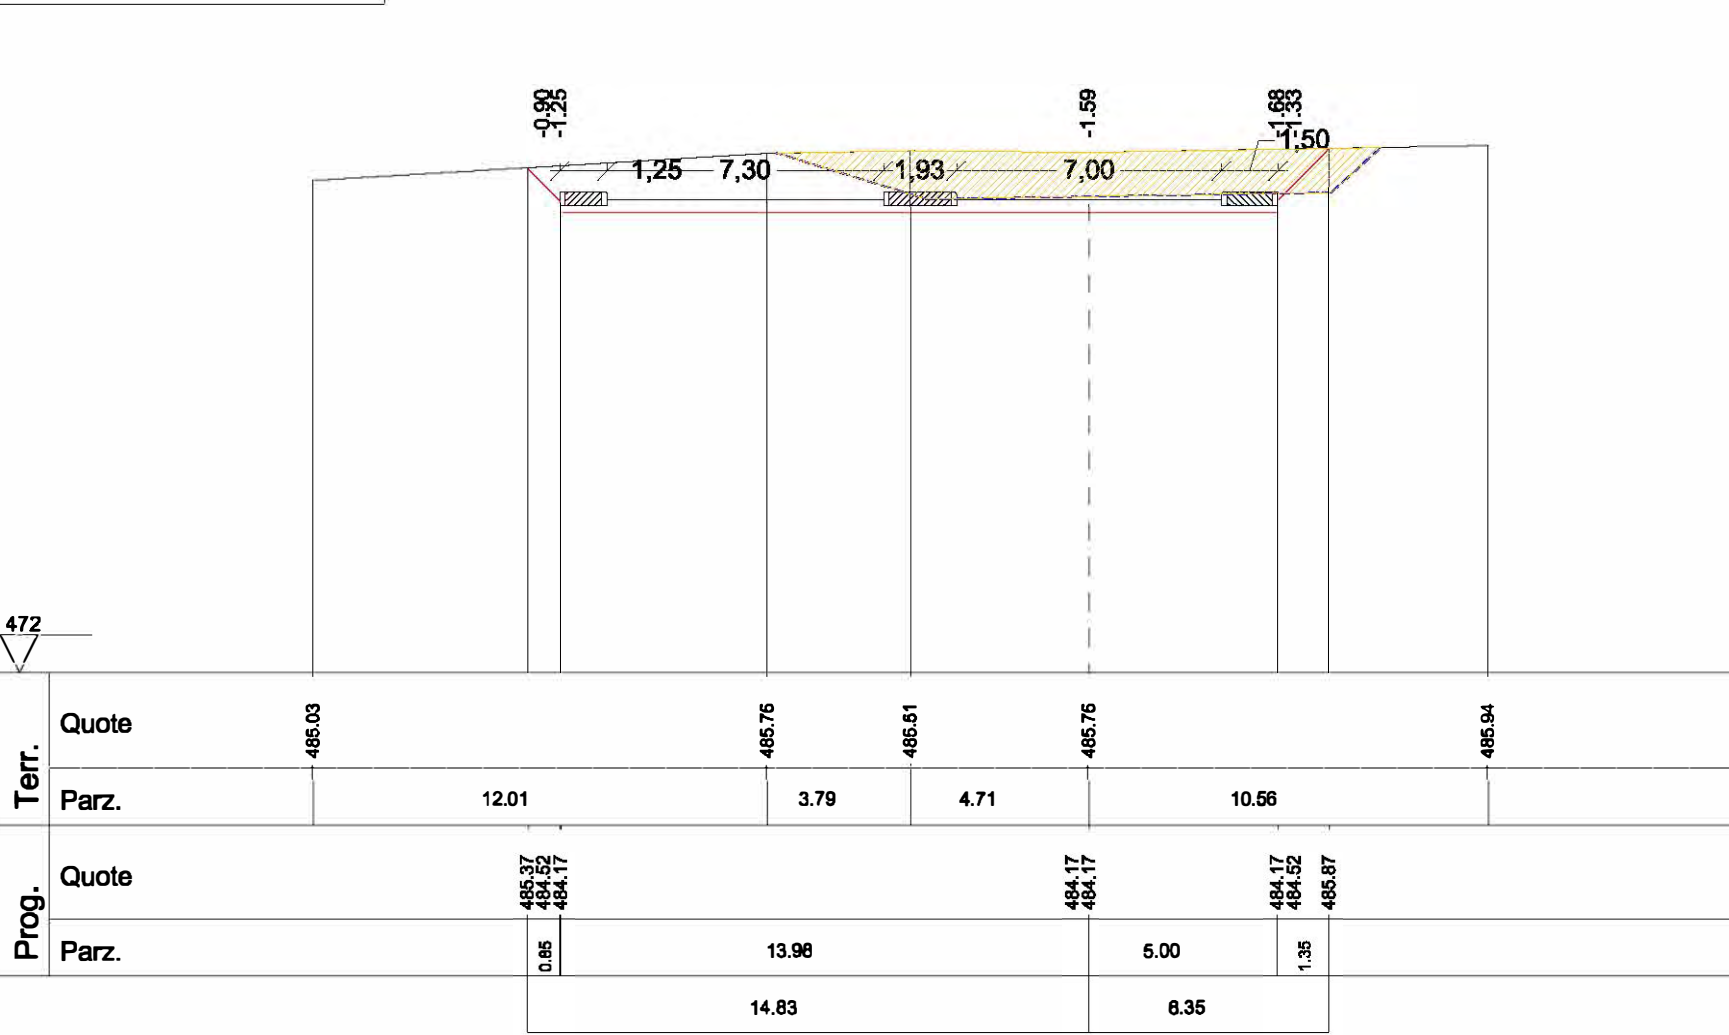 -0.90
-1.25
-1.59
-1.68
-1.33
1,50
1,25 7,30 1,93 7,00
472
Terr.
Quote 485.03 485.76 485.81 485.76 485.94
Parz. 12.01 3.79 4.71 10.56
Prog.
Quote 485.37 484.52 484.17 484.17 484.17 484.17 484.52 485.87
Parz. 0.85 13.98 5.00 1.35
14.83 6.35